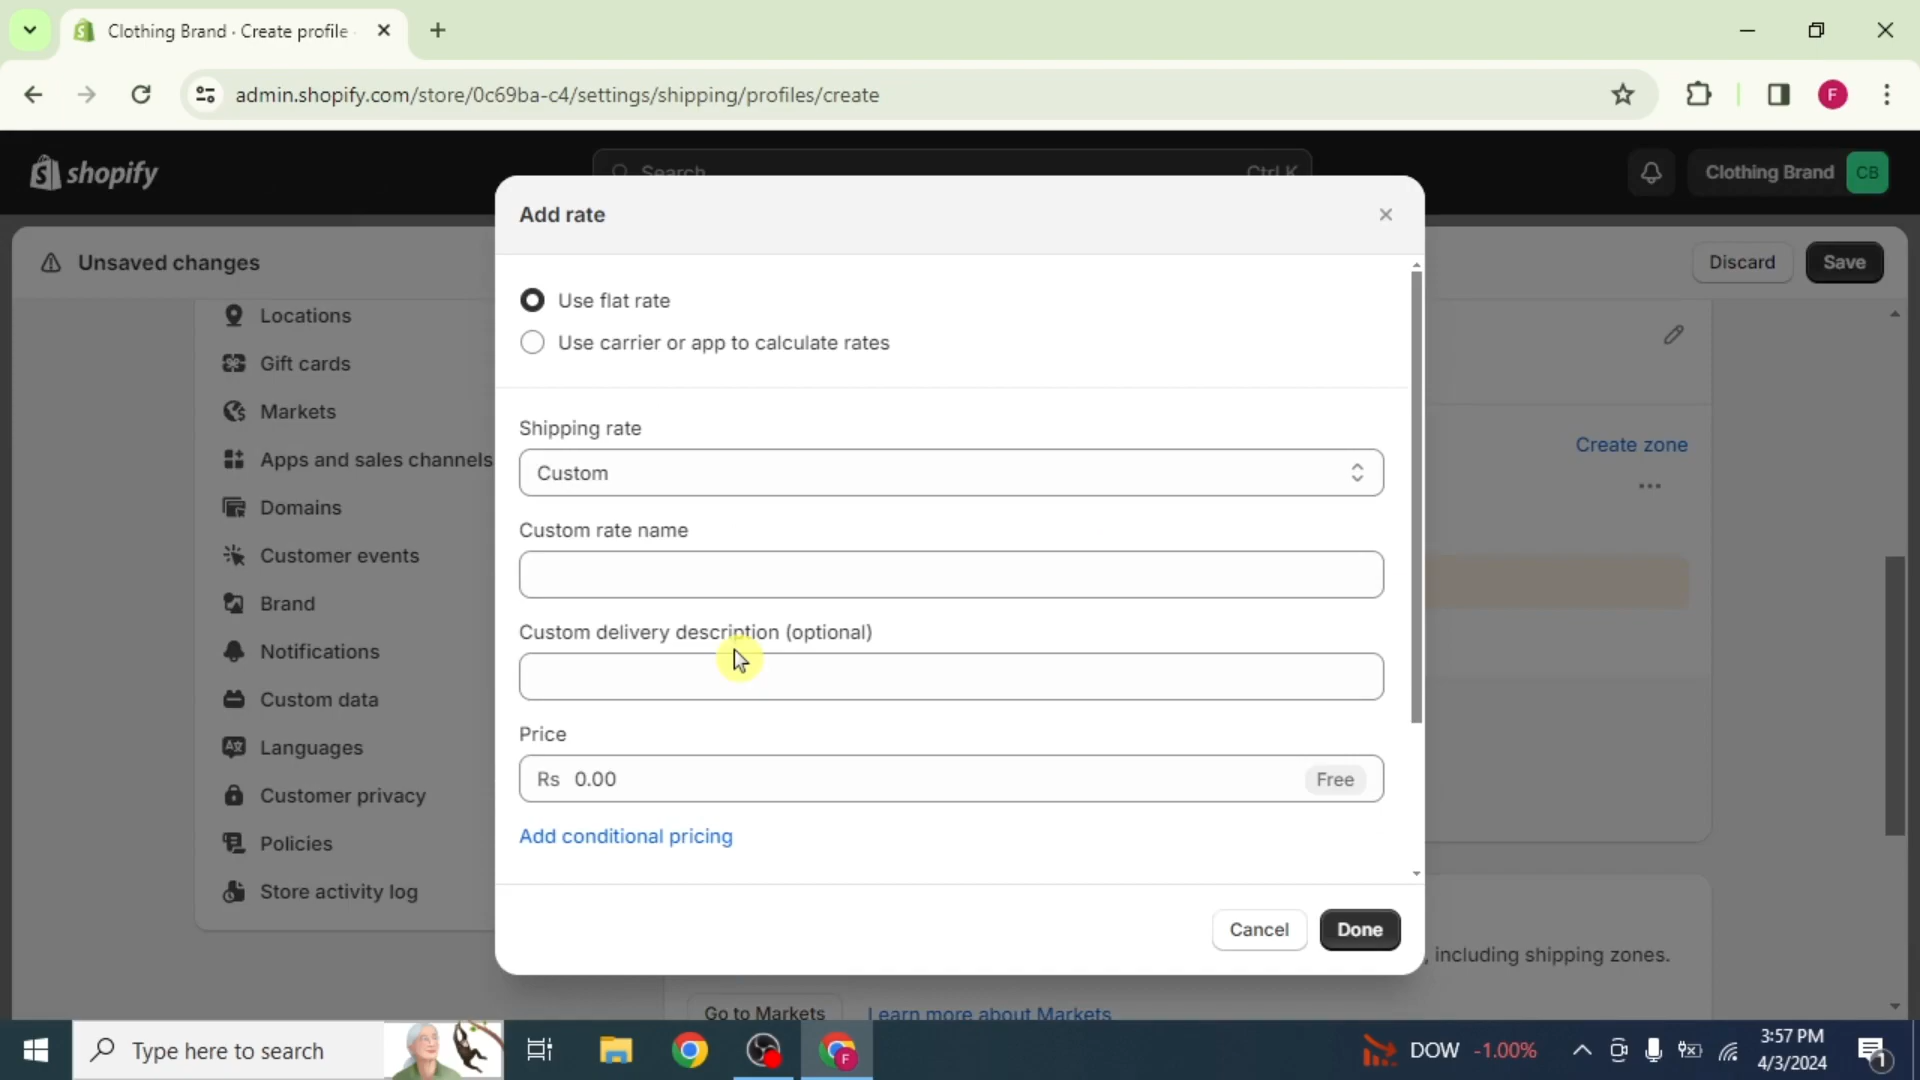 Clothing Brand · Create profile
admin.shopify.com/store/0c69ba-c4/settings/shipping/profiles/create
F
shopify
Search
Ctrl K
Clothing Brand
CB
Unsaved changes
Discard
Save
Locations
Gift cards
Markets
Apps and sales channels
Domains
Customer events
Brand
Notifications
Custom data
Languages
Customer privacy
Policies
Store activity log
Add rate
Use flat rate
Use carrier or app to calculate rates
Shipping rate
Custom
Custom rate name
Custom delivery description (optional)
Price
Rs 0.00
Free
Add conditional pricing
Cancel
Done
Create zone
, including shipping zones.
Go to Markets
Learn more about Markets
Type here to search
F
DOW -1.00%
3:57 PM
4/3/2024
1